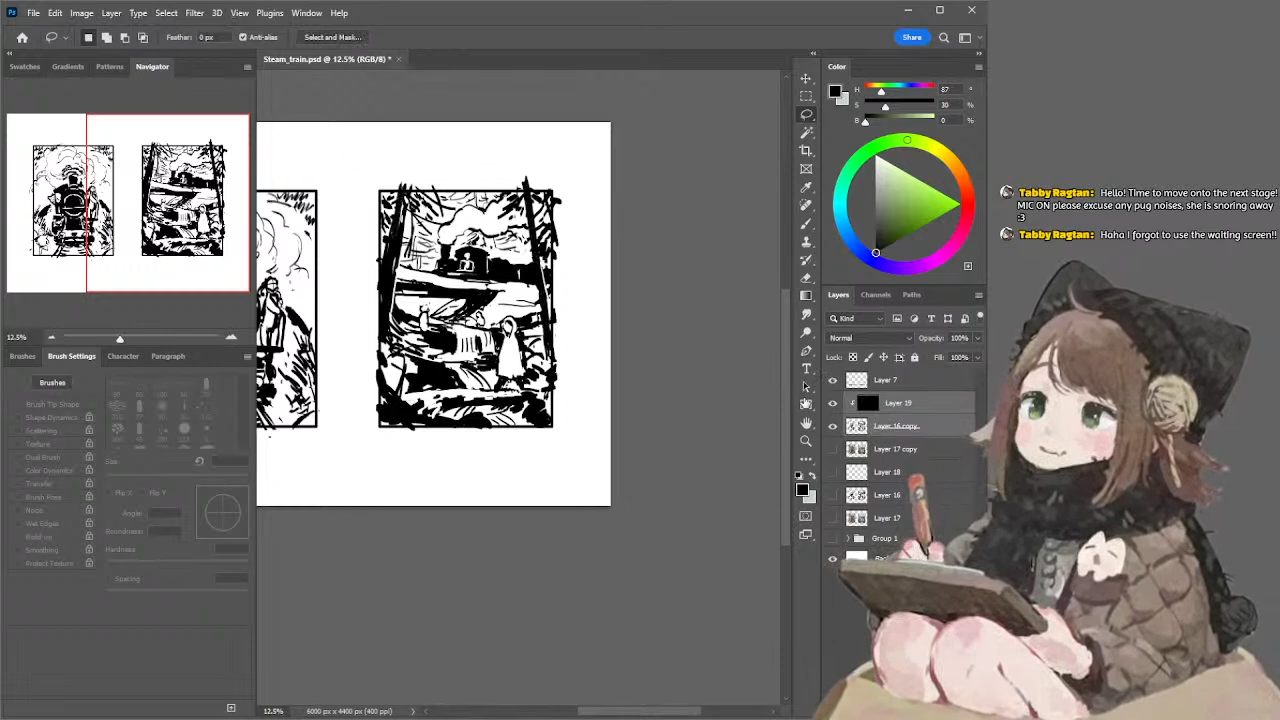 Ps File Edit Image Layer Type Select Filter 3D View Plugins Window Help
Feather: 0 px Anti-alias Select and Mask... Share
Swatches Gradients Patterns Navigator
Steam_train.psd @ 12.5% (RGB/8) *
Color
H 87 °
S 30 %
B 0 %
Tabby Ragtan : Hello! Time to move onto the next stage!
MIC ON please excuse any pug noises, she is snoring away
:3
Tabby Ragtan : Haha I forgot to use the waiting screen!!
Layers Channels Paths
Kind
12.5%
Normal Opacity: 100%
Brushes Brush Settings Character Paragraph
Lock: Fill: 100%
Brushes
Brush Tip Shape
Shape Dynamics
Scattering
Texture
Dual Brush
Color Dynamics
Transfer
Brush Pose
Noise
Wet Edges
Build-up
Smoothing
Protect Texture
Size:
Flip X Flip Y
Angle:
Roundness:
Hardness
Spacing
Layer 7
Layer 19
Layer 16 copy
Layer 17 copy
Layer 18
Layer 16
Layer 17
Group 1
12.5% 6000 px x 4400 px (400 ppi)